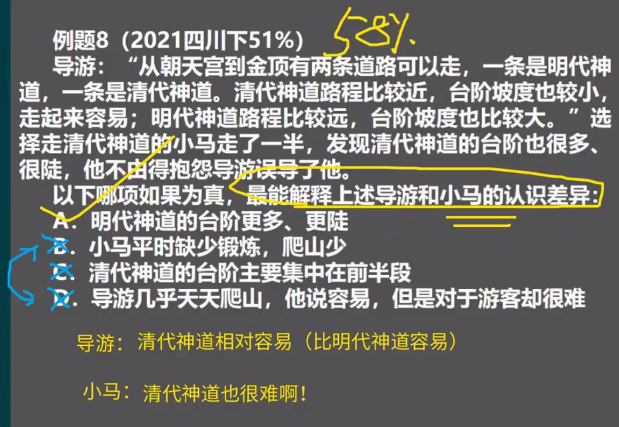 例题8（2021四川下51%）
58%
导游：“从朝天宫到金顶有两条道路可以走，一条是明代神
道，一条是清代神道。清代神道路程比较近，台阶坡度也较小，
走起来容易；明代神道路程比较远，台阶坡度也比较大。”选
择走清代神道的小马走了一半，发现清代神道的台阶也很多、
很陡，他不由得抱怨导游误导了他。
以下哪项如果为真，最能解释上述导游和小马的认识差异：
A．明代神道的台阶更多、更陡
B．小马平时缺少锻炼，爬山少
C．清代神道的台阶主要集中在前半段
D．导游几乎天天爬山，他说容易，但是对于游客却很难
导游：清代神道相对容易（比明代神道容易）
小马：清代神道也很难啊！